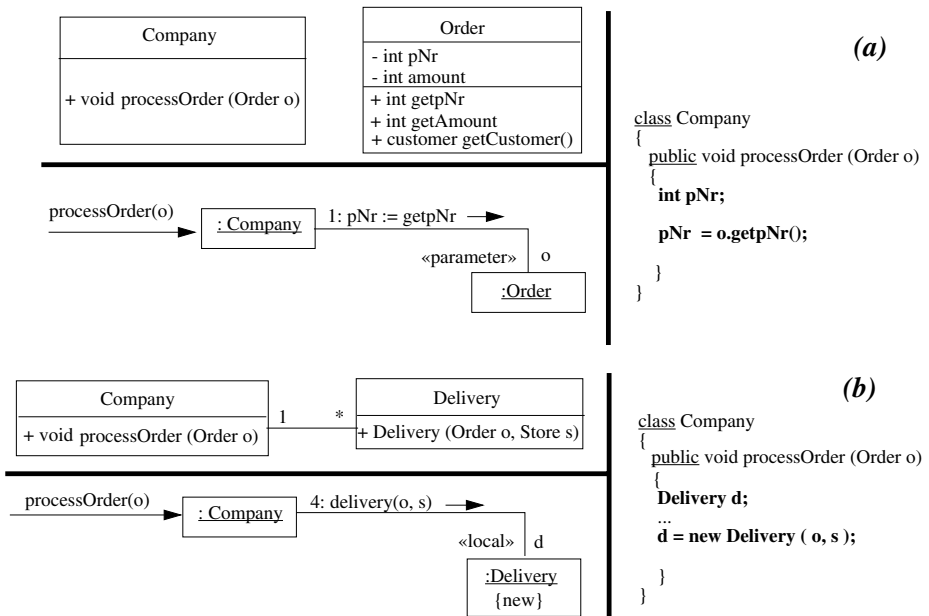 Company
+ void processOrder (Order o)
Order
- int pNr
- int amount
+ int getpNr
+ int getAmount
+ customer getCustomer()
processOrder(o)
: Company
1: pNr := getpNr
«parameter» o
:Order
(a)
class Company
{
public void processOrder (Order o)
{
int pNr;
pNr = o.getpNr();
}
}
Company
+ void processOrder (Order o)
1 *
Delivery
+ Delivery (Order o, Store s)
processOrder(o)
: Company
4: delivery(o, s)
«local» d
:Delivery
{new}
(b)
class Company
{
public void processOrder (Order o)
{
Delivery d;
...
d = new Delivery ( o, s );
}
}